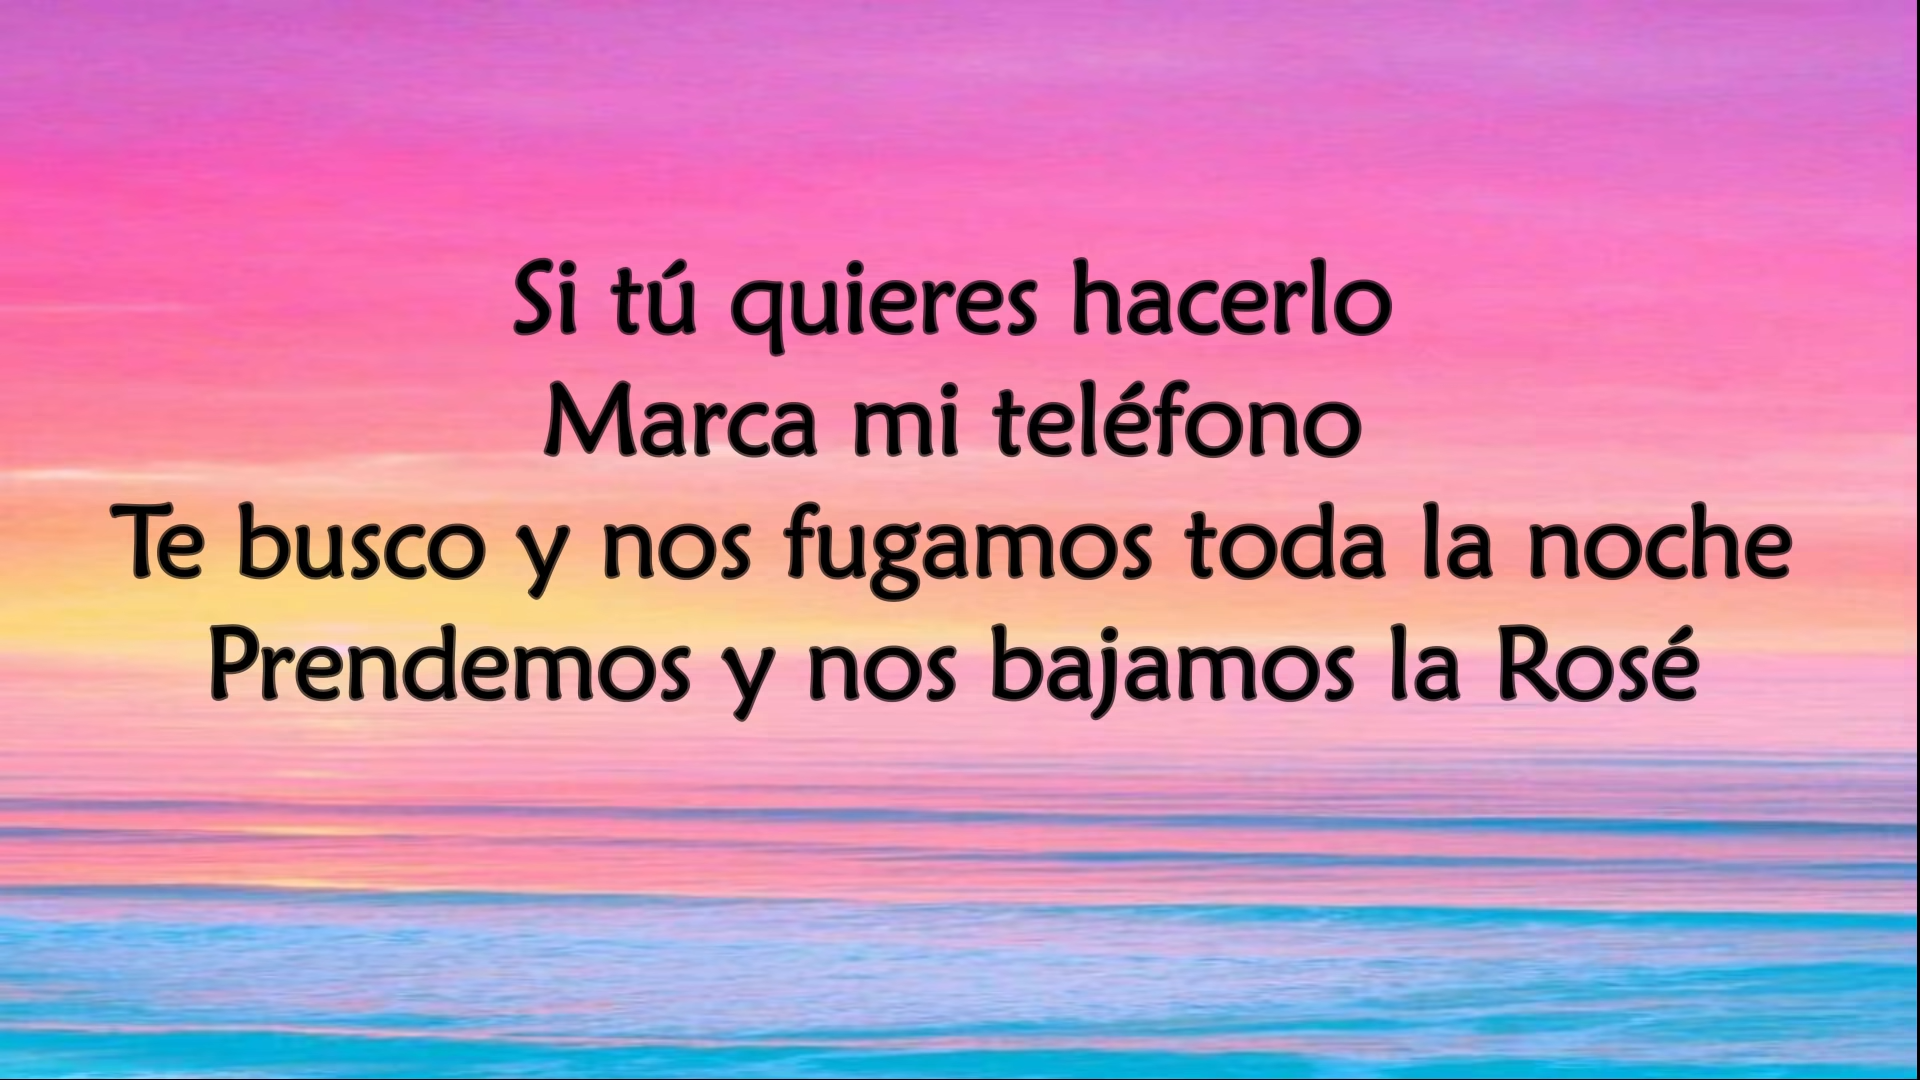 Si tú quieres hacerlo
Marca mi teléfono
Te busco y nos fugamos toda la noche
Prendemos y nos bajamos la Rosé